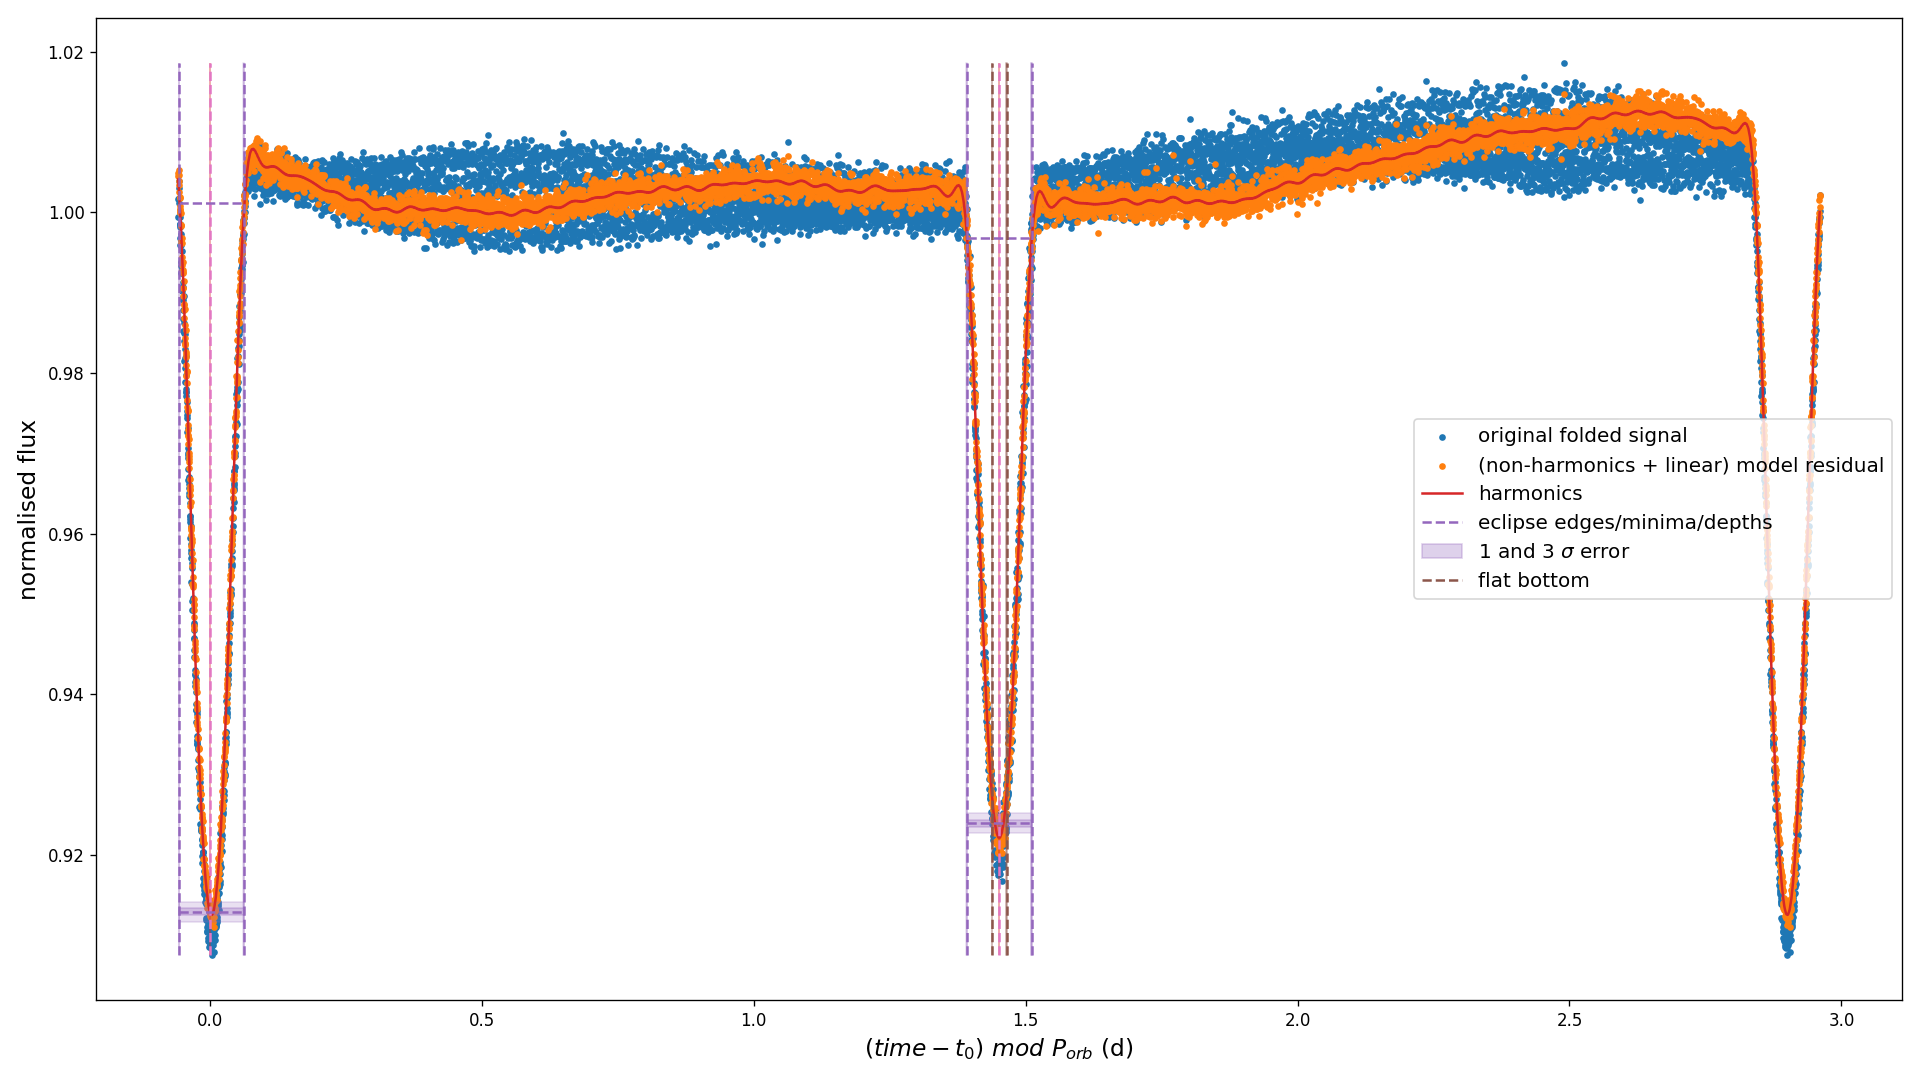 1.02
1.00
0.98
0.96
0.94
0.92
normalised flux
original folded signal
(non-harmonics + linear) model residual
harmonics
eclipse edges/minima/depths
1 and 3 σ error
flat bottom
0.0 0.5 1.0 1.5 2.0 2.5 3.0
(time − t₀) mod P_orb (d)